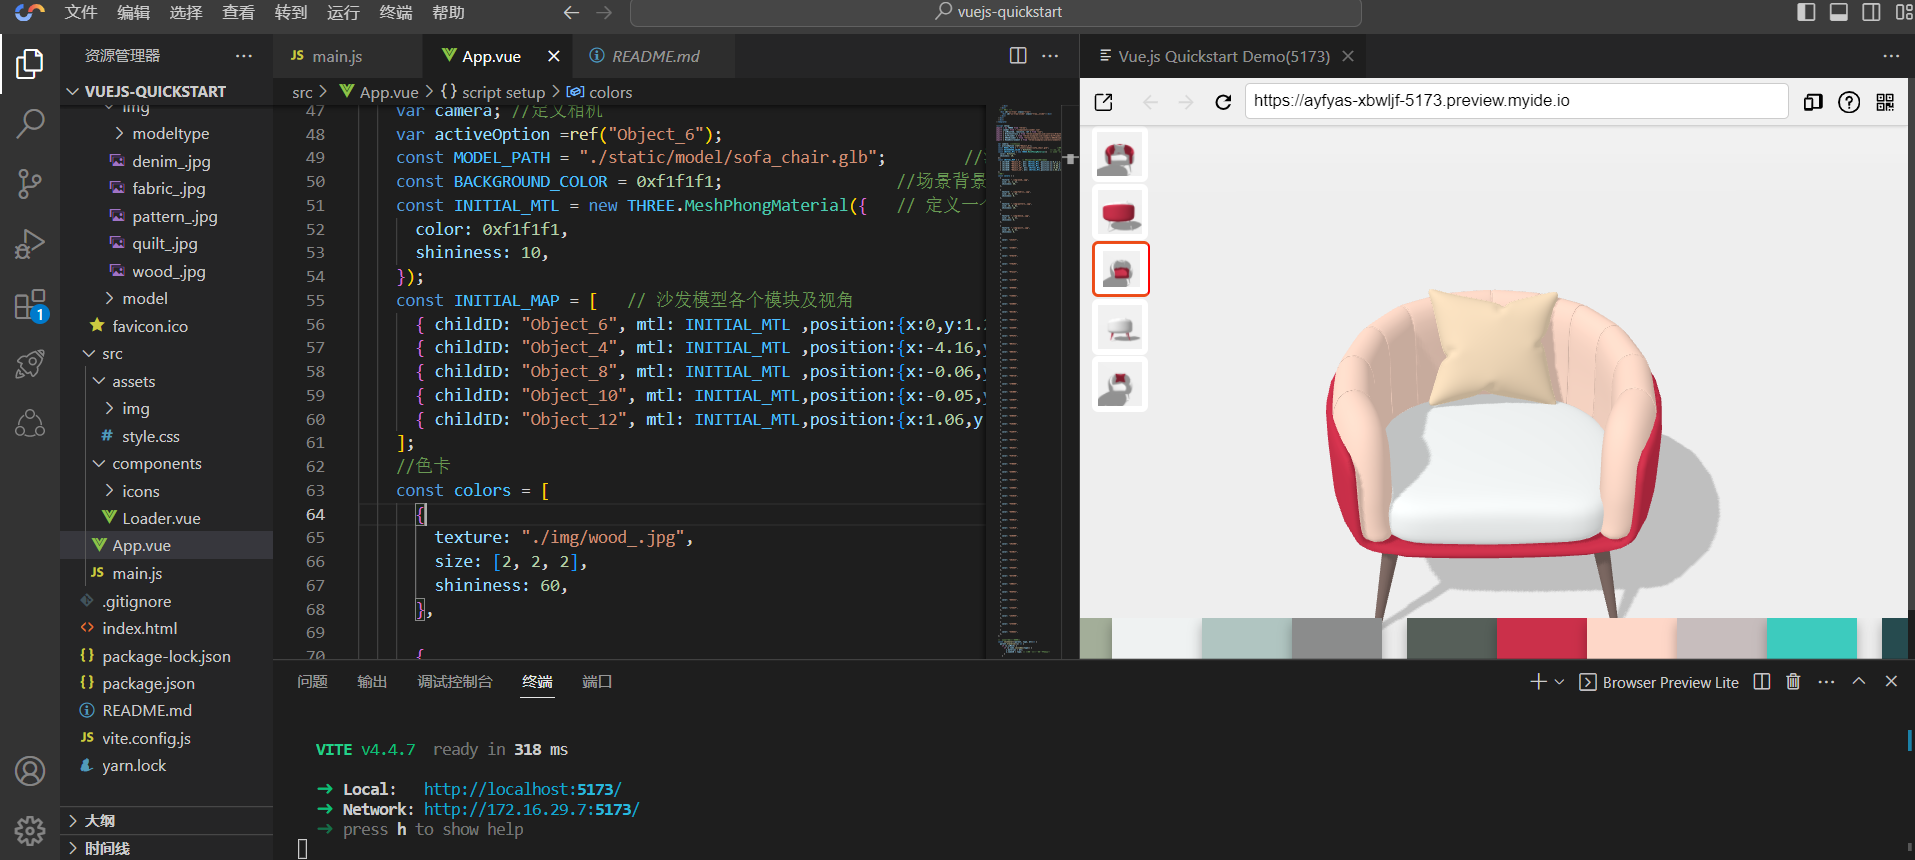 文件 编辑 选择 查看 转到 运行 终端 帮助
vuejs-quickstart
资源管理器
VUEJS-QUICKSTART
img
modeltype
denim_.jpg
fabric_.jpg
pattern_.jpg
quilt_.jpg
wood_.jpg
model
favicon.ico
src
assets
img
style.css
components
icons
Loader.vue
App.vue
main.js
.gitignore
index.html
package-lock.json
package.json
README.md
vite.config.js
yarn.lock
大纲
时间线
1
main.js App.vue README.md
src > App.vue > {} script setup > colors
47 var camera; //定义相机
48 var activeOption =ref("Object_6");
49 const MODEL_PATH = "./static/model/sofa_chair.glb"; //
50 const BACKGROUND_COLOR = 0xf1f1f1; //场景背景
51 const INITIAL_MTL = new THREE.MeshPhongMaterial({ // 定义一个
52 color: 0xf1f1f1,
53 shininess: 10,
54 });
55 const INITIAL_MAP = [ // 沙发模型各个模块及视角
56 { childID: "Object_6", mtl: INITIAL_MTL ,position:{x:0,y:1.
57 { childID: "Object_4", mtl: INITIAL_MTL ,position:{x:-4.16,
58 { childID: "Object_8", mtl: INITIAL_MTL ,position:{x:-0.06,
59 { childID: "Object_10", mtl: INITIAL_MTL,position:{x:-0.05,
60 { childID: "Object_12", mtl: INITIAL_MTL,position:{x:1.06,y
61 ];
62 //色卡
63 const colors = [
64 {
65 texture: "./img/wood_.jpg",
66 size: [2, 2, 2],
67 shininess: 60,
68 },
69
70 {
Vue.js Quickstart Demo(5173)
https://ayfyas-xbwljf-5173.preview.myide.io
问题 输出 调试控制台 终端 端口
Browser Preview Lite
VITE v4.4.7 ready in 318 ms
➜ Local: http://localhost:5173/
➜ Network: http://172.16.29.7:5173/
➜ press h to show help